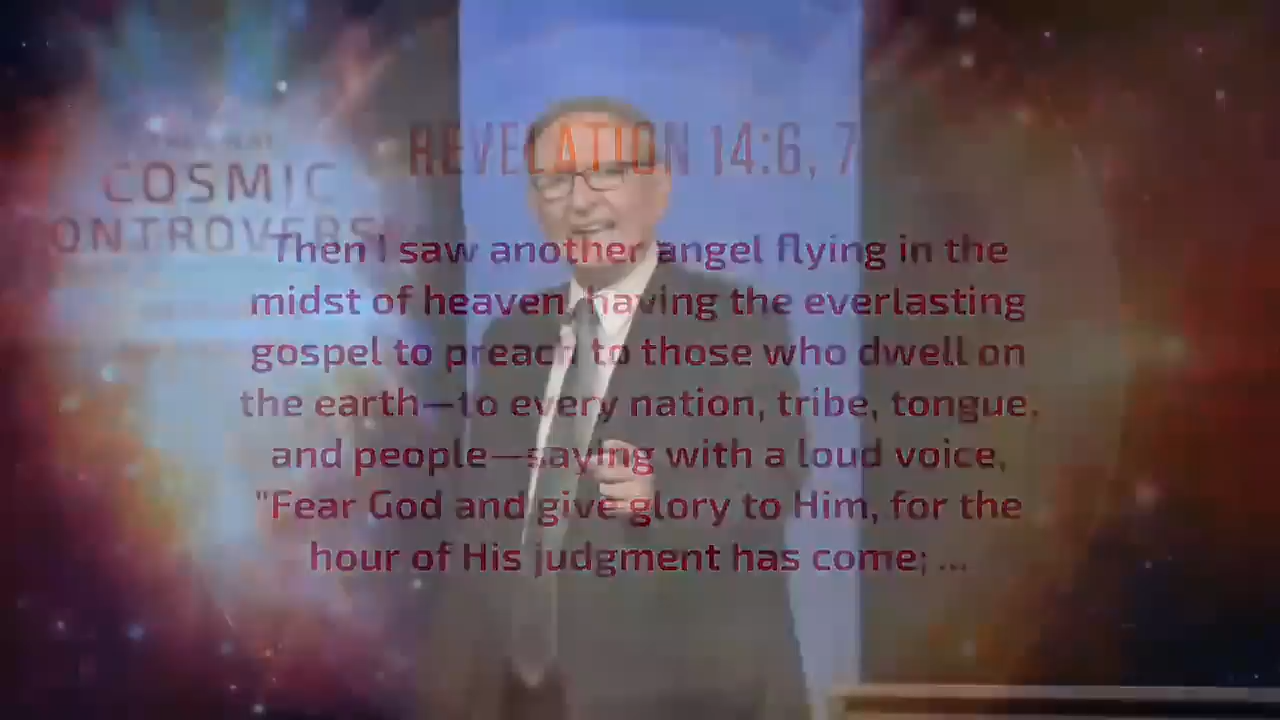 COSMIC
ONTROVERS
REVELATION 14:6, 7
Then I saw another angel flying in the
midst of heaven, having the everlasting
gospel to preach to those who dwell on
the earth—to every nation, tribe, tongue,
and people—saying with a loud voice,
"Fear God and give glory to Him, for the
hour of His judgment has come; ...